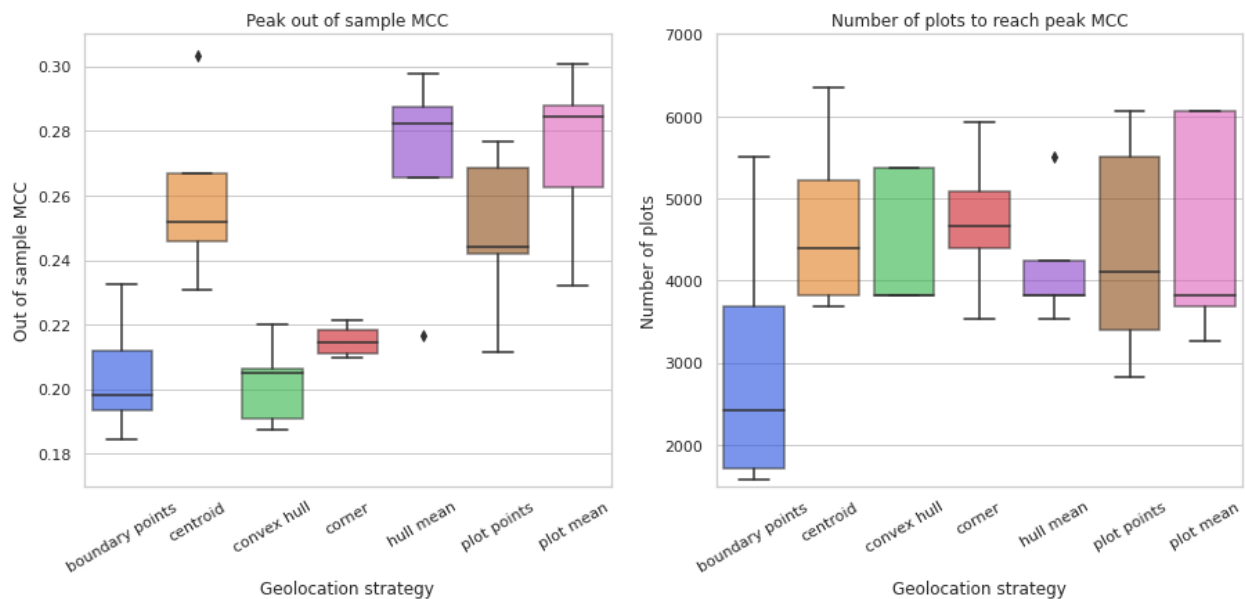 Peak out of sample MCC
Out of sample MCC
0.30
0.28
0.26
0.24
0.22
0.20
0.18
boundary points
centroid
convex hull
corner
hull mean
plot points
plot mean
Geolocation strategy
Number of plots to reach peak MCC
Number of plots
7000
6000
5000
4000
3000
2000
boundary points
centroid
convex hull
corner
hull mean
plot points
plot mean
Geolocation strategy